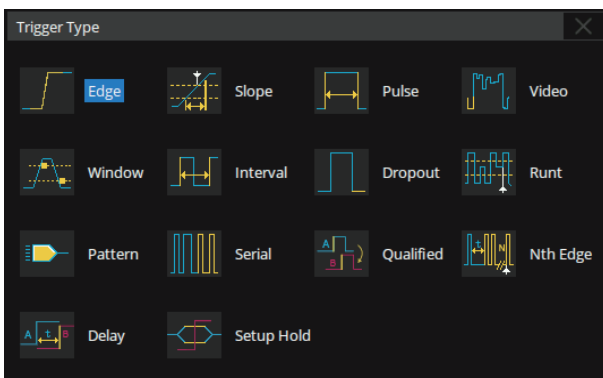 Trigger Type
Edge
Slope
Pulse
Video
Window
Interval
Dropout
Runt
Pattern
Serial
A
B
Qualified
t
N
Nth Edge
A
t
B
Delay
Setup Hold